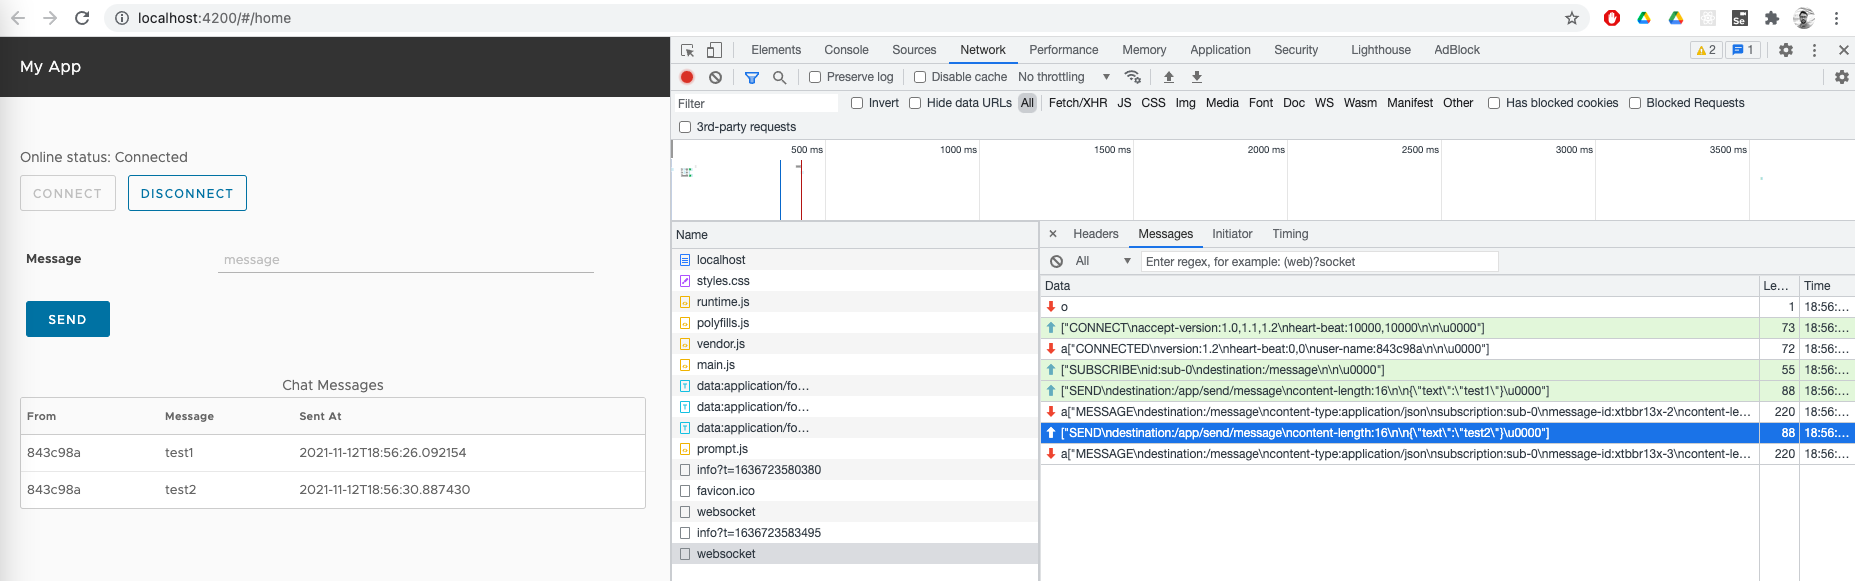 localhost:4200/#/home
My App
Online status: Connected
CONNECT DISCONNECT
Message message
SEND
Chat Messages
From Message Sent At
843c98a test1 2021-11-12T18:56:26.092154
843c98a test2 2021-11-12T18:56:30.887430
Elements Console Sources Network Performance Memory Application Security Lighthouse AdBlock 2 1
Preserve log Disable cache No throttling
Filter Invert Hide data URLs All Fetch/XHR JS CSS Img Media Font Doc WS Wasm Manifest Other Has blocked cookies Blocked Requests
3rd-party requests
500 ms 1000 ms 1500 ms 2000 ms 2500 ms 3000 ms 3500 ms
Name
localhost
styles.css
runtime.js
polyfills.js
vendor.js
main.js
data:application/fo…
data:application/fo…
data:application/fo…
prompt.js
info?t=1636723580380
favicon.ico
websocket
info?t=1636723583495
websocket
× Headers Messages Initiator Timing
All Enter regex, for example: (web)?socket
Data Le... Time
o 1 18:56:...
["CONNECT\naccept-version:1.0,1.1,1.2\nheart-beat:10000,10000\n\n\u0000"] 73 18:56:...
a["CONNECTED\nversion:1.2\nheart-beat:0,0\nuser-name:843c98a\n\n\u0000"] 72 18:56:...
["SUBSCRIBE\nid:sub-0\ndestination:/message\n\n\u0000"] 55 18:56:...
["SEND\ndestination:/app/send/message\ncontent-length:16\n\n{\"text\":\"test1\"}\u0000"] 88 18:56:...
a["MESSAGE\ndestination:/message\ncontent-type:application/json\nsubscription:sub-0\nmessage-id:xtbbr13x-2\ncontent-le... 220 18:56:...
["SEND\ndestination:/app/send/message\ncontent-length:16\n\n{\"text\":\"test2\"}\u0000"] 88 18:56:...
a["MESSAGE\ndestination:/message\ncontent-type:application/json\nsubscription:sub-0\nmessage-id:xtbbr13x-3\ncontent-le... 220 18:56:...